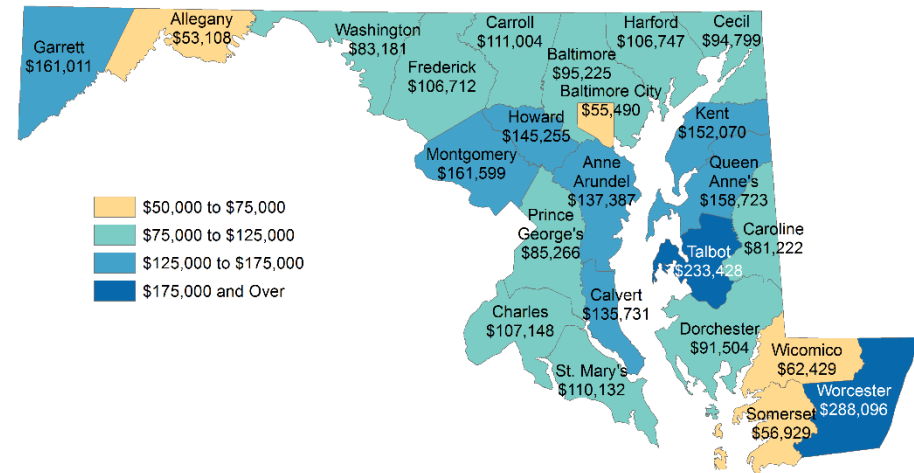 Garrett
$161,011
Allegany
$53,108
Washington
$83,181
Frederick
$106,712
Carroll
$111,004
Baltimore
$95,225
Baltimore City
$55,490
Harford
$106,747
Cecil
$94,799
Howard
$145,255
Montgomery
$161,599
Anne
Arundel
$137,387
Kent
$152,070
Queen
Anne's
$158,723
Prince
George's
$85,266
Caroline
$81,222
Talbot
$233,428
Calvert
$135,731
Charles
$107,148
St. Mary's
$110,132
Dorchester
$91,504
Wicomico
$62,429
Somerset
$56,929
Worcester
$288,096
$50,000 to $75,000
$75,000 to $125,000
$125,000 to $175,000
$175,000 and Over